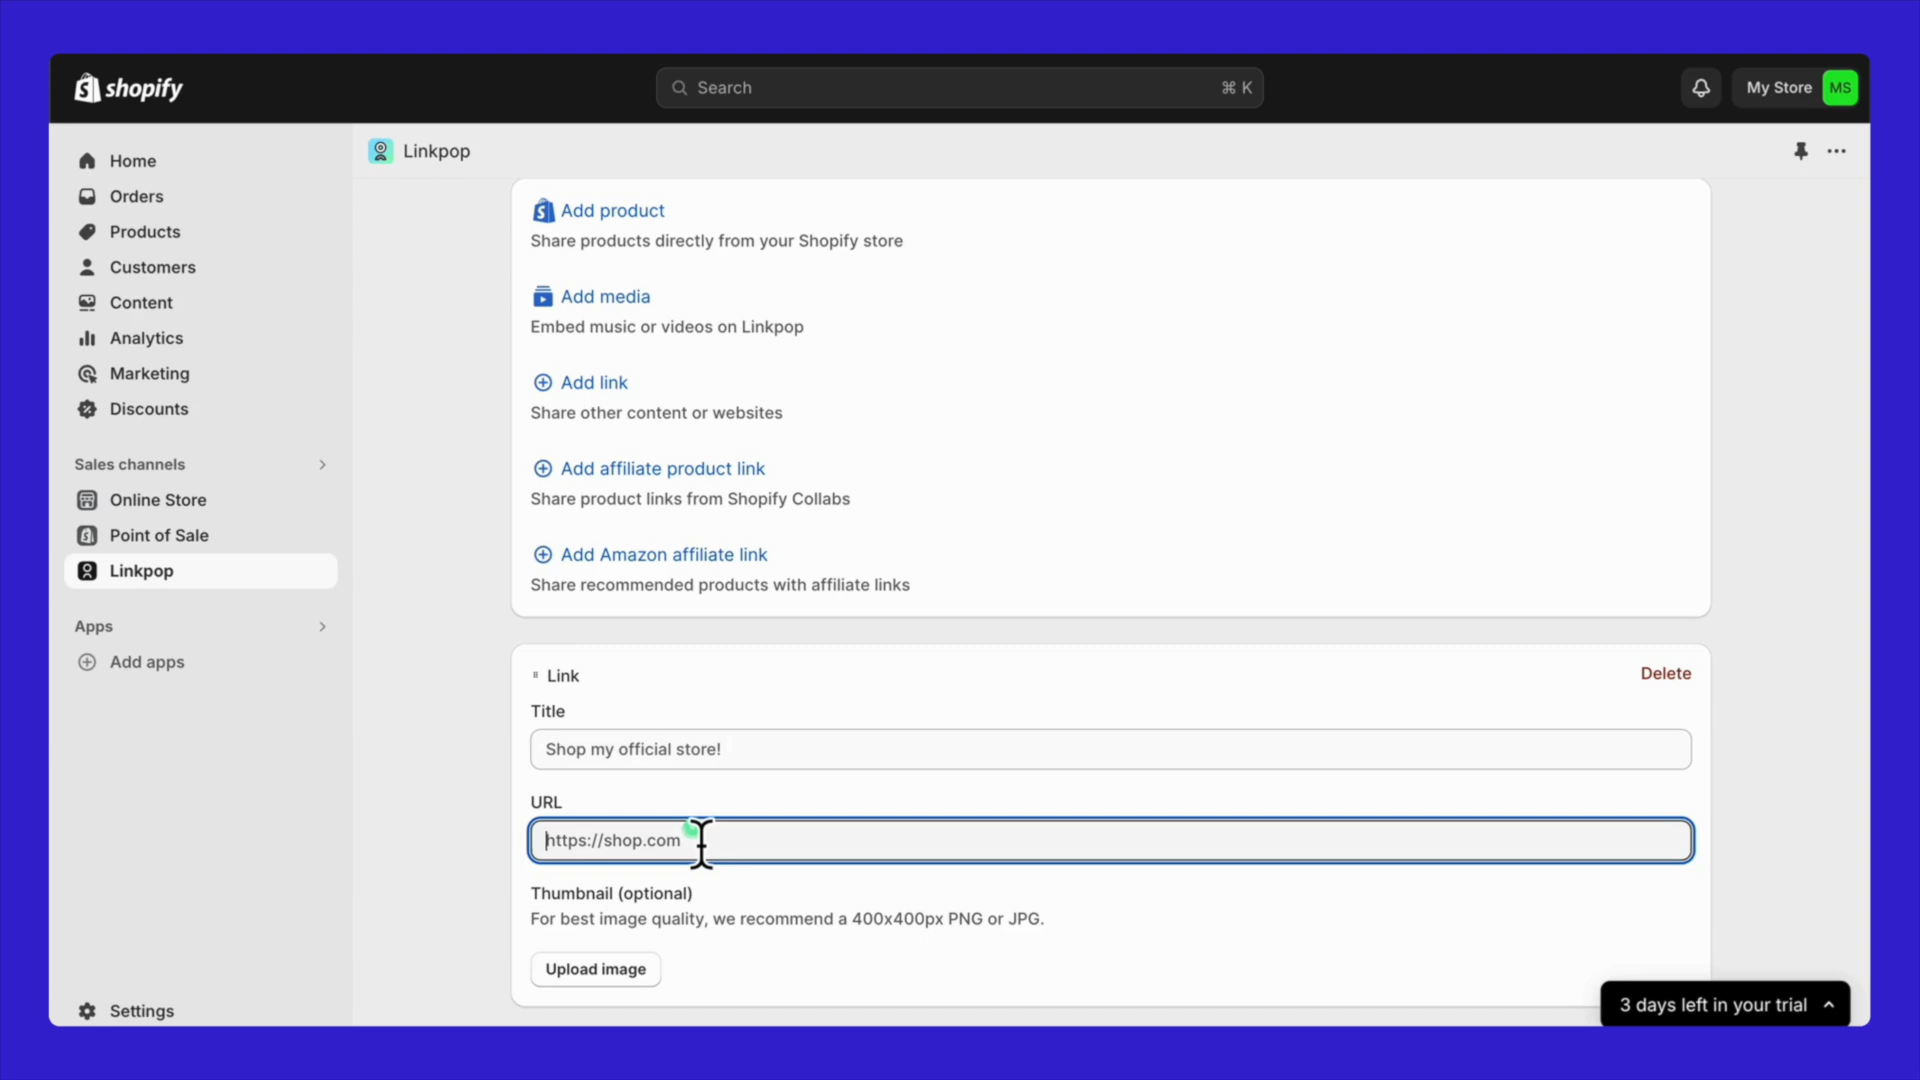 shopify
Search
⌘ K
My Store
MS
Home
Orders
Products
Customers
Content
Analytics
Marketing
Discounts
Sales channels
Online Store
Point of Sale
Linkpop
Apps
Add apps
Settings
Linkpop
Add product
Share products directly from your Shopify store
Add media
Embed music or videos on Linkpop
Add link
Share other content or websites
Add affiliate product link
Share product links from Shopify Collabs
Add Amazon affiliate link
Share recommended products with affiliate links
Link
Delete
Title
Shop my official store!
URL
https://shop.com
Thumbnail (optional)
For best image quality, we recommend a 400x400px PNG or JPG.
Upload image
3 days left in your trial